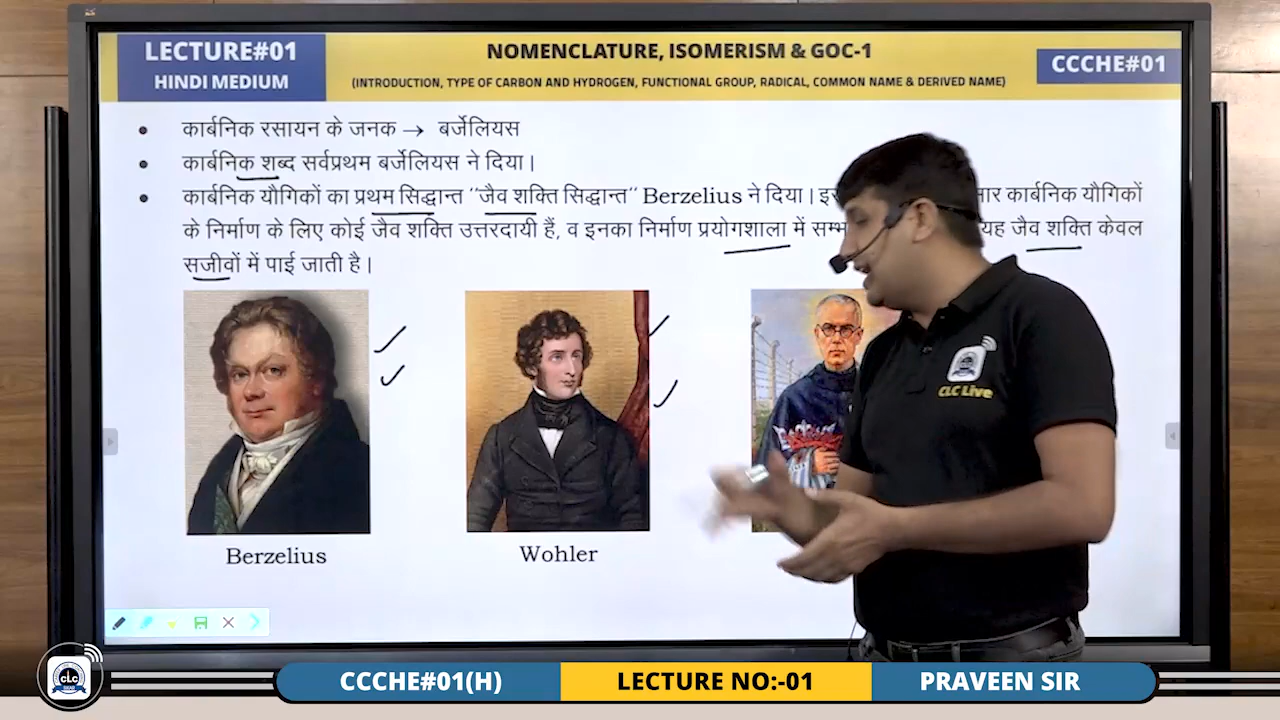 LECTURE#01
HINDI MEDIUM
NOMENCLATURE, ISOMERISM & GOC-1
(INTRODUCTION, TYPE OF CARBON AND HYDROGEN, FUNCTIONAL GROUP, RADICAL, COMMON NAME & DERIVED NAME)
CCCHE#01
• कार्बनिक रसायन के जनक → बर्जेलियस
• कार्बनिक शब्द सर्वप्रथम बर्जेलियस ने दिया।
• कार्बनिक यौगिकों का प्रथम सिद्धान्त "जैव शक्ति सिद्धान्त" Berzelius ने दिया। कार्बनिक यौगिकों
के निर्माण के लिए कोई जैव शक्ति उत्तरदायी हैं, व इनका निर्माण प्रयोगशाला में यह जैव शक्ति केवल
सजीवों में पाई जाती है।
Berzelius
Wohler
CLC Live
CLC
SIKAR
CCCHE#01(H)
LECTURE NO:-01
PRAVEEN SIR